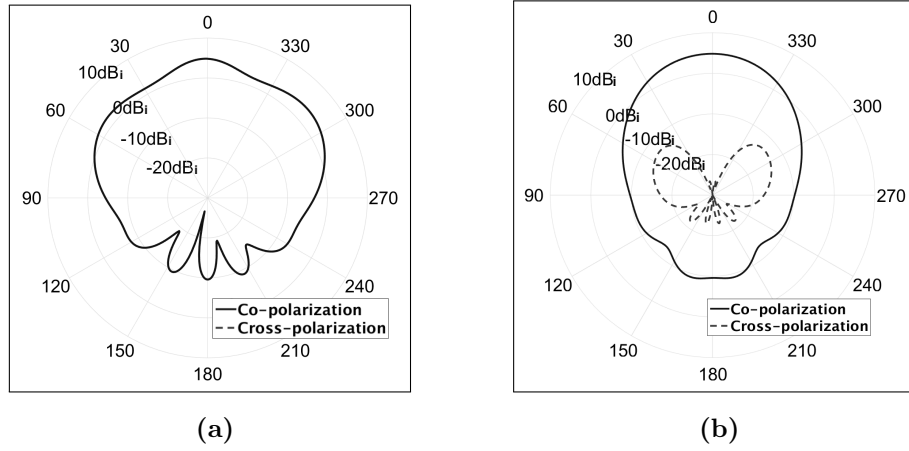 0
30
330
10dBi
60
300
0dBi
-10dBi
-20dBi
90
270
120
240
Co-polarization
Cross-polarization
150
210
180
(a)
0
30
330
10dBi
60
300
0dBi
-10dBi
-20dBi
90
270
120
240
Co-polarization
Cross-polarization
150
210
180
(b)